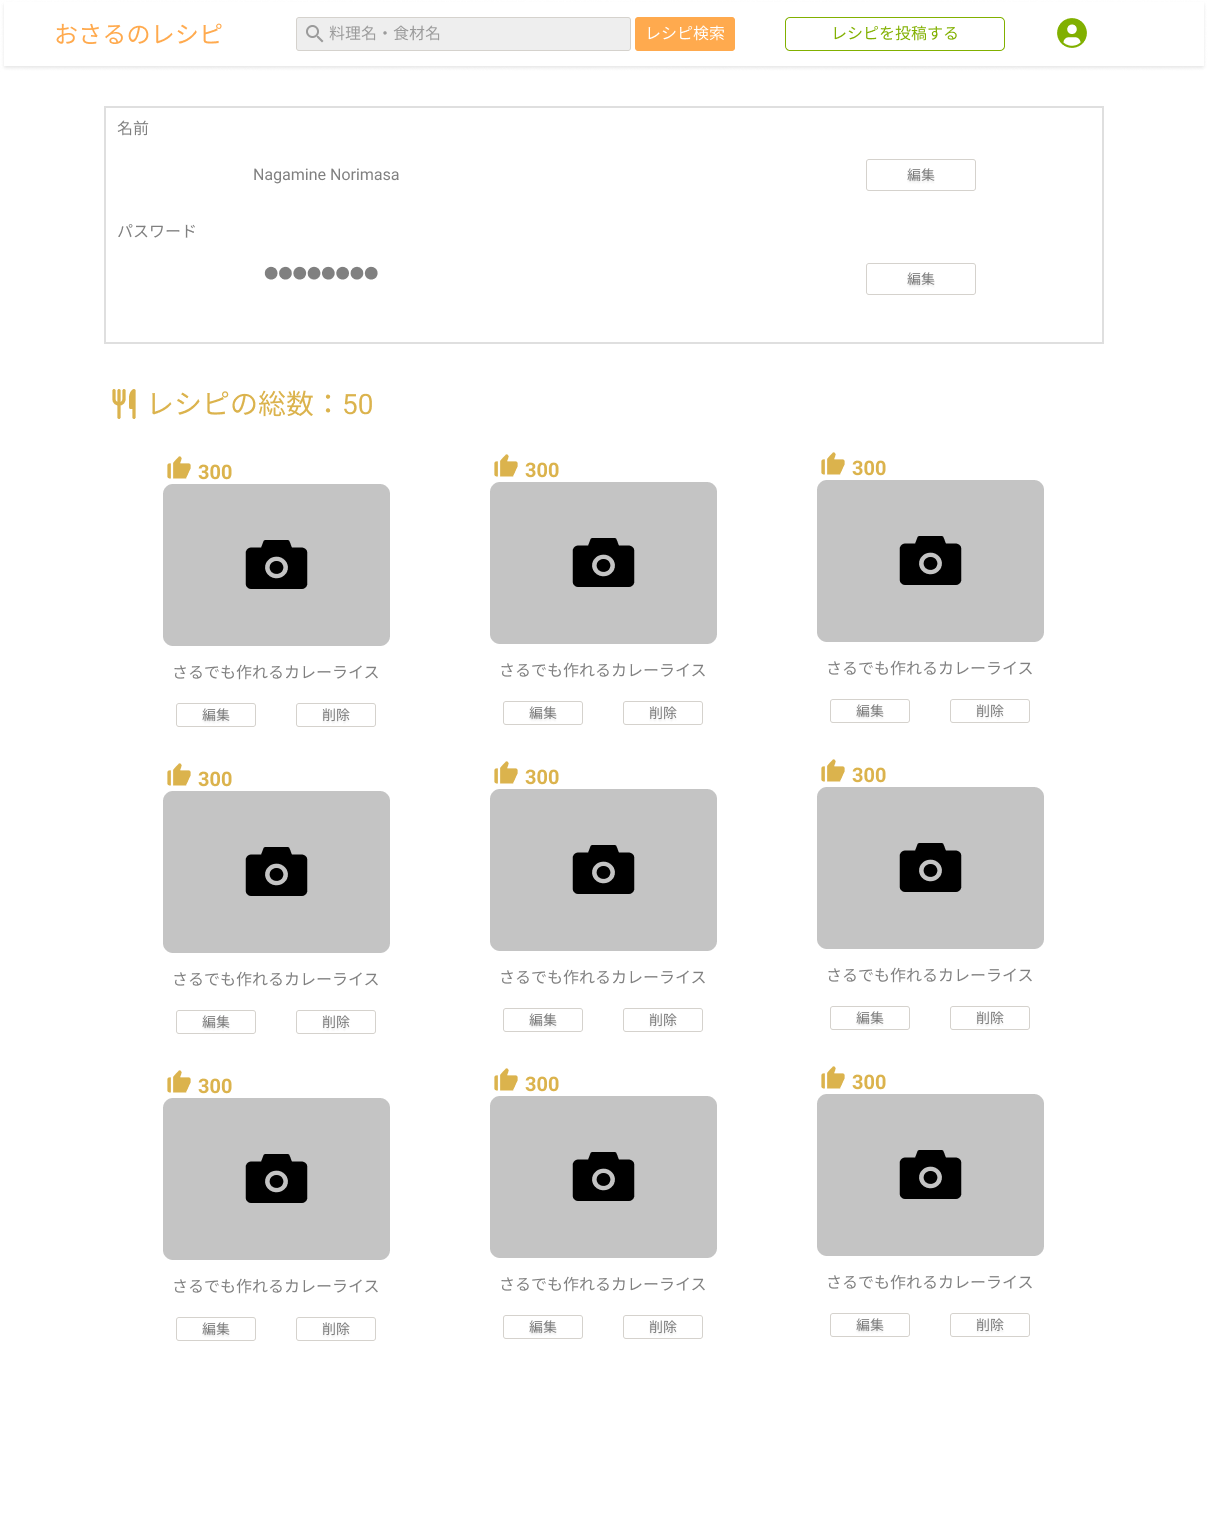 おさるのレシピ
料理名・食材名
レシピ検索
レシピを投稿する
名前
Nagamine Norimasa
編集
パスワード
●●●●●●●●
編集
レシピの総数：50
300 300 300
さるでも作れるカレーライス さるでも作れるカレーライス さるでも作れるカレーライス
編集 削除 編集 削除 編集 削除
300 300 300
さるでも作れるカレーライス さるでも作れるカレーライス さるでも作れるカレーライス
編集 削除 編集 削除 編集 削除
300 300 300
さるでも作れるカレーライス さるでも作れるカレーライス さるでも作れるカレーライス
編集 削除 編集 削除 編集 削除